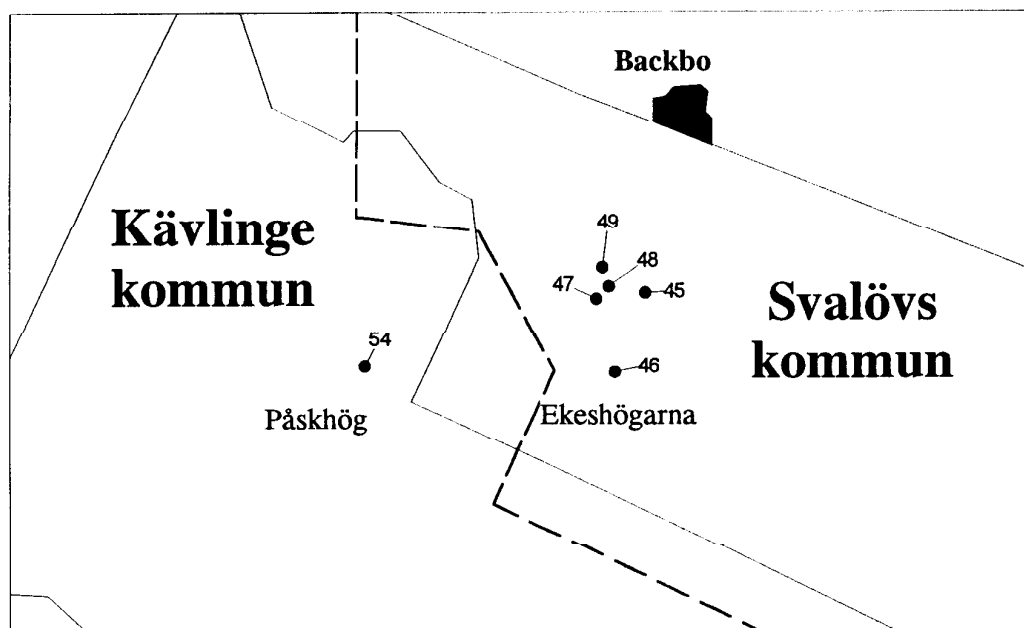 Backbo
Kävlinge
kommun
49
48
47
45
Svalövs
kommun
54
46
Påskhög
Ekeshögarna